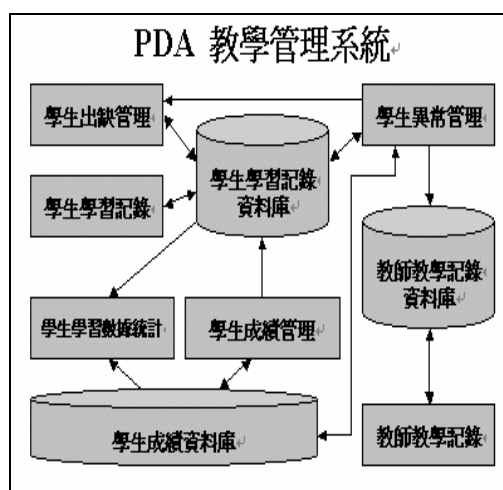 PDA 教學管理系統
學生出缺管理
學生異常管理
學生學習記錄
資料庫
學生學習記錄
教師教學記錄
資料庫
學生學習數據統計
學生成績管理
學生成績資料庫
教師教學記錄